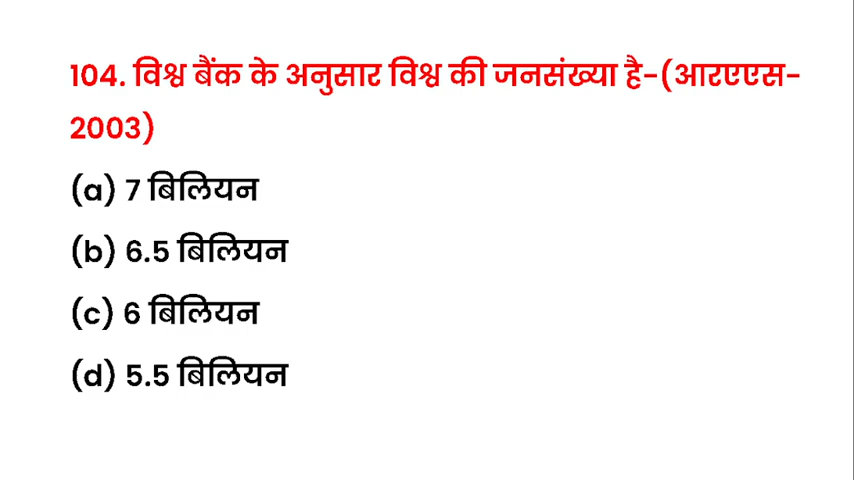 104. विश्व बैंक के अनुसार विश्व की जनसंख्या है-(आरएएस-
2003)
(a) 7 बिलियन
(b) 6.5 बिलियन
(c) 6 बिलियन
(d) 5.5 बिलियन